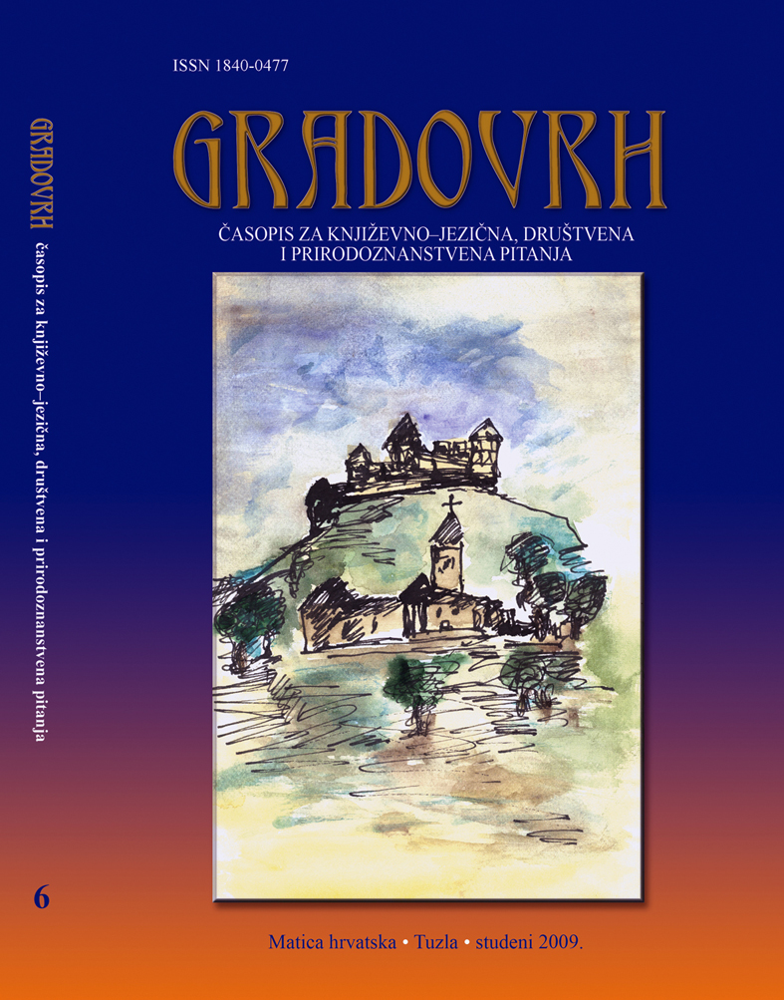 ISSN 1840-0477
GRADOVRH
ČASOPIS ZA KNJIŽEVNO–JEZIČNA, DRUŠTVENA
I PRIRODOZNANSTVENA PITANJA
Matica hrvatska • Tuzla • studeni 2009.
GRADOVRH časopis za književno–jezična, društvena i prirodoznanstvena pitanja
6